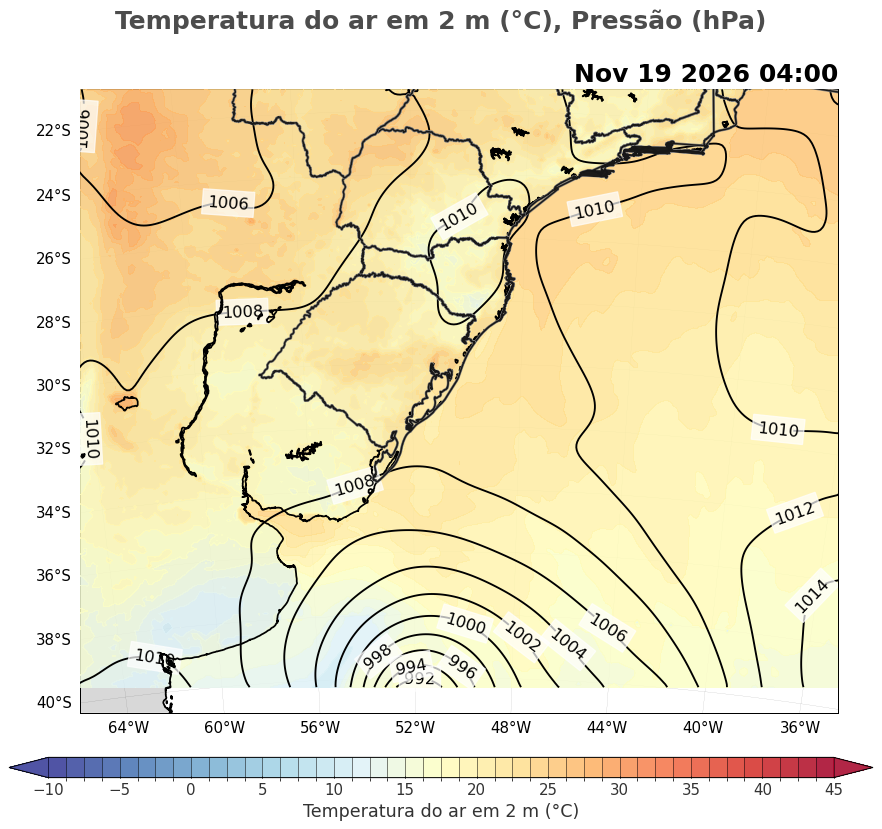 Temperatura do ar em 2 m (°C), Pressão (hPa)
Nov 19 2026 04:00
1006
22°S
24°S
1006
1010
1010
26°S
28°S
1008
30°S
1010
1010
32°S
1008
34°S
1012
36°S
1014
1000
1002
1004
1006
38°S
998
994
996
992
40°S
64°W 60°W 56°W 52°W 48°W 44°W 40°W 36°W
−10 −5 0 5 10 15 20 25 30 35 40 45
Temperatura do ar em 2 m (°C)